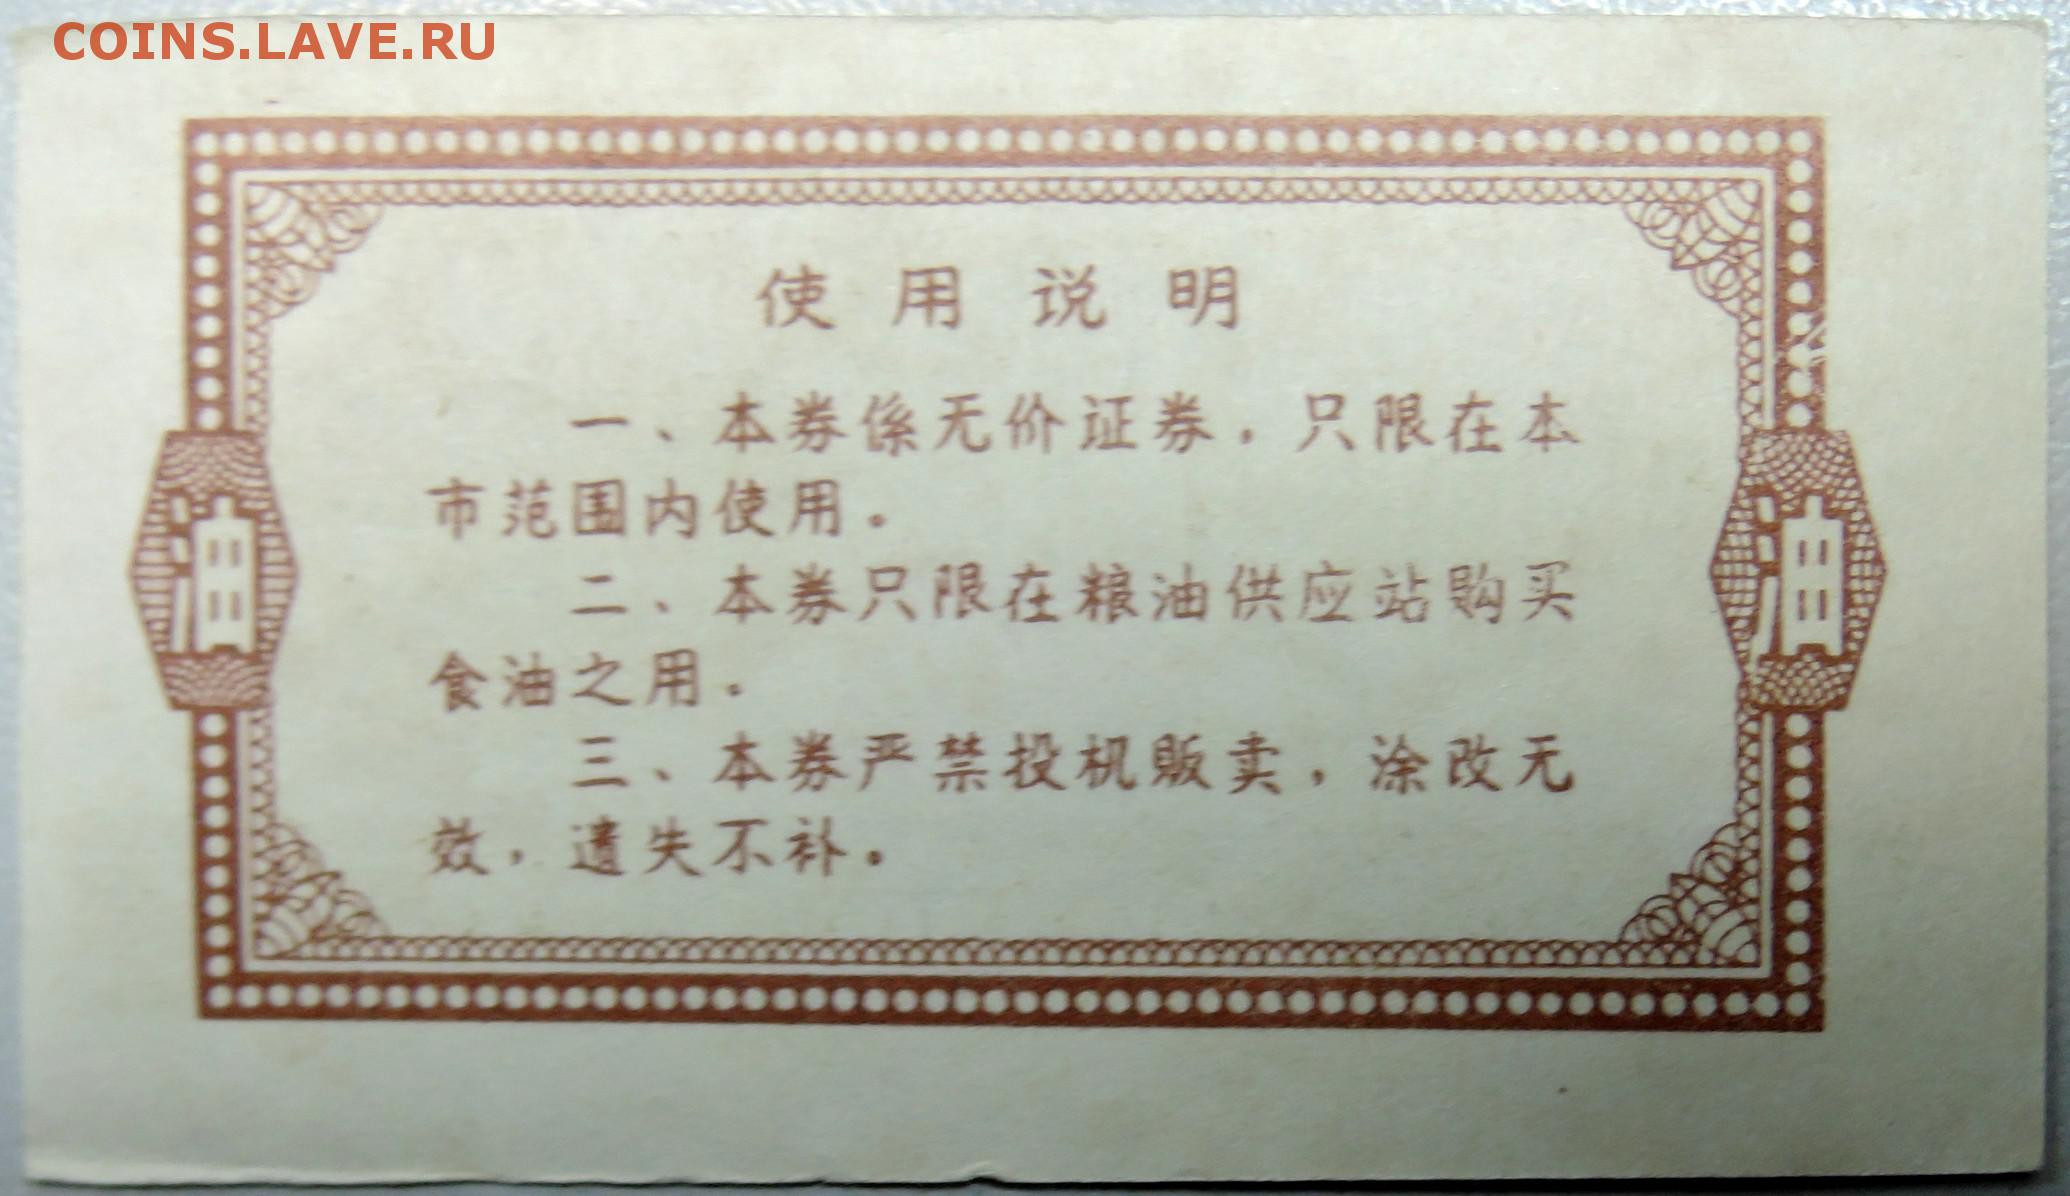 COINS.LAVE.RU
使用说明
一、本券係无价证券，只限在本
市范围内使用。
二、本券只限在粮油供应站购买
食油之用。
三、本券严禁投机贩卖，涂改无
效，遗失不补。
油
油